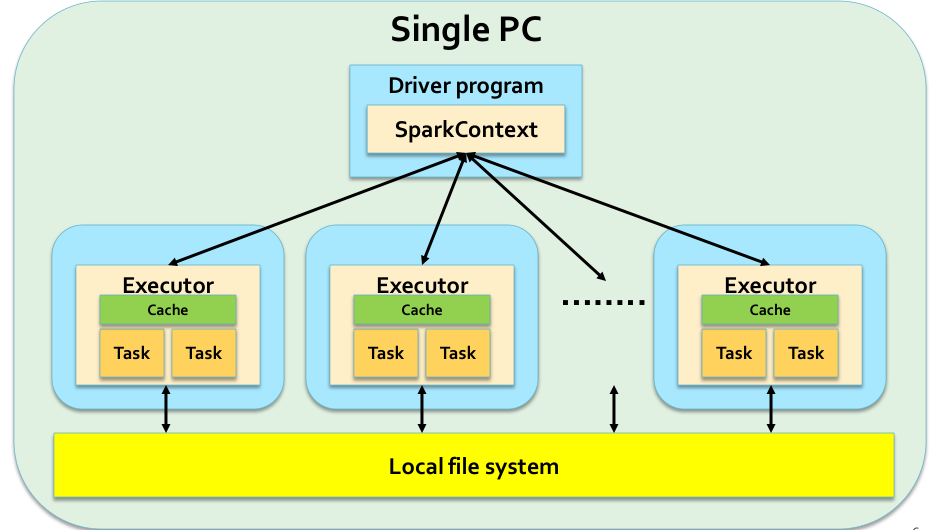 Single PC
Driver program
SparkContext
Executor
Cache
Task Task
Executor
Cache
Task Task
Executor
Cache
Task Task
Local file system